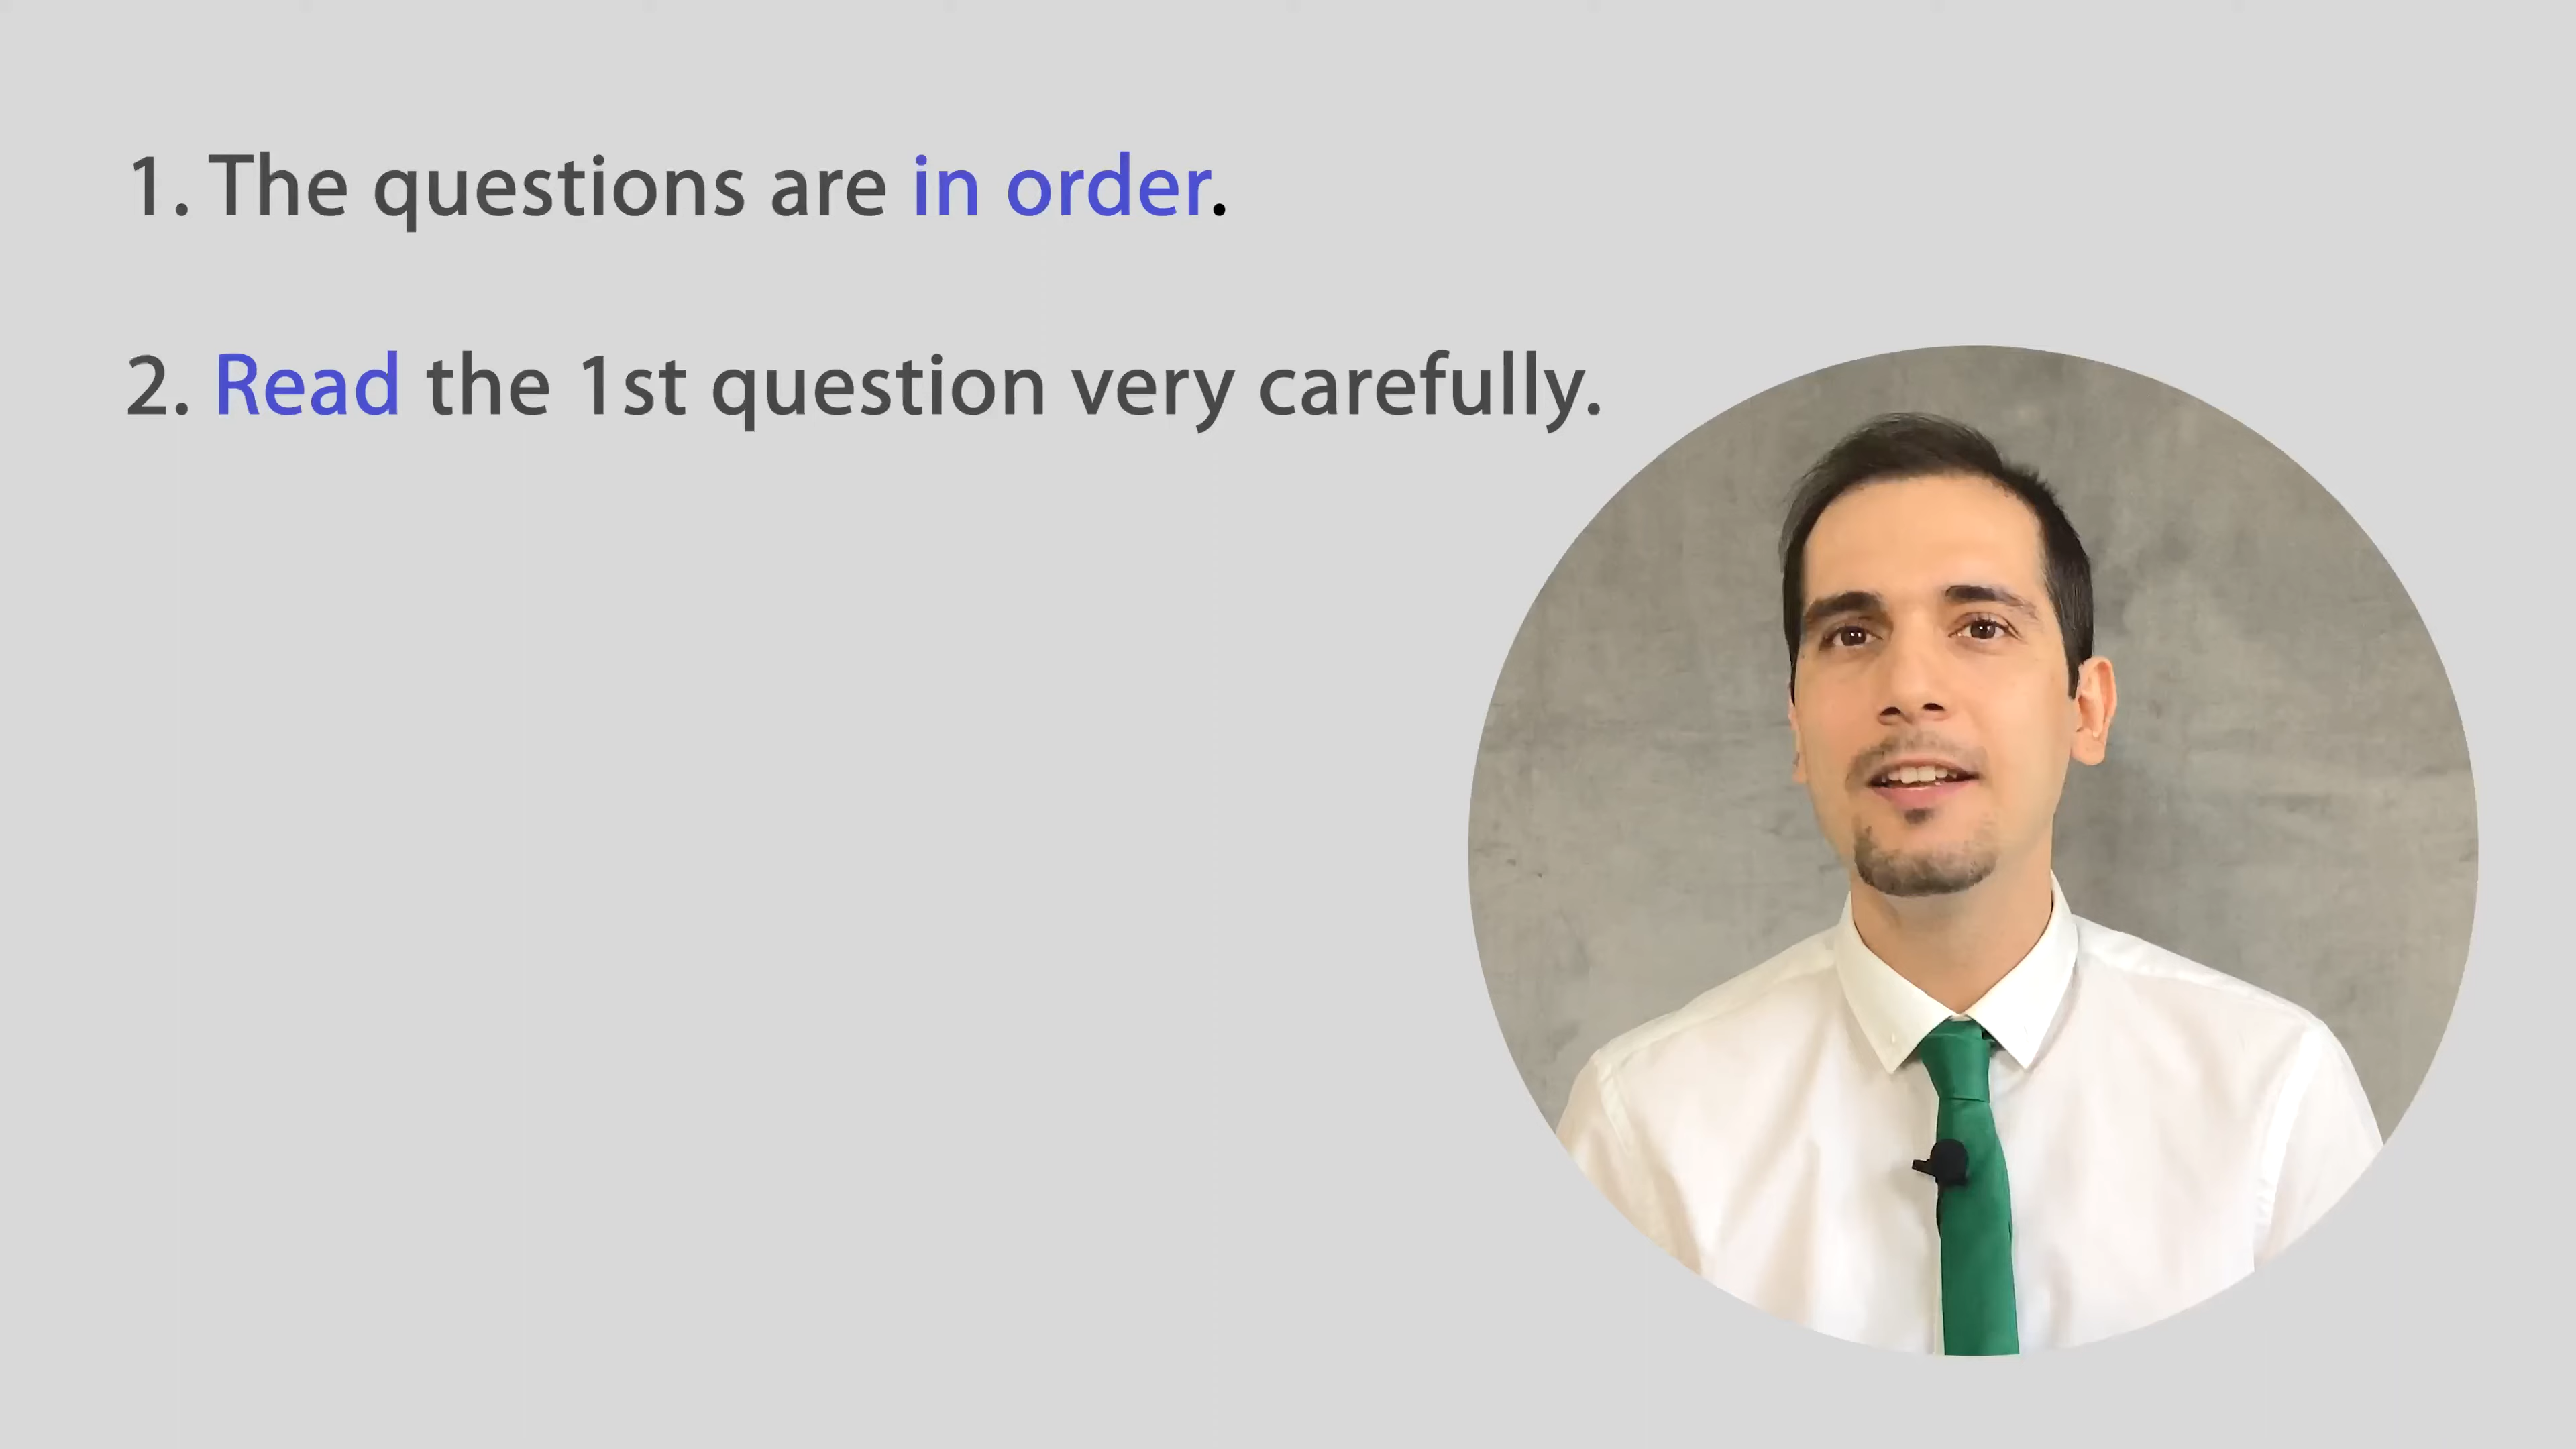 1. The questions are in order.
2. Read the 1st question very carefully.